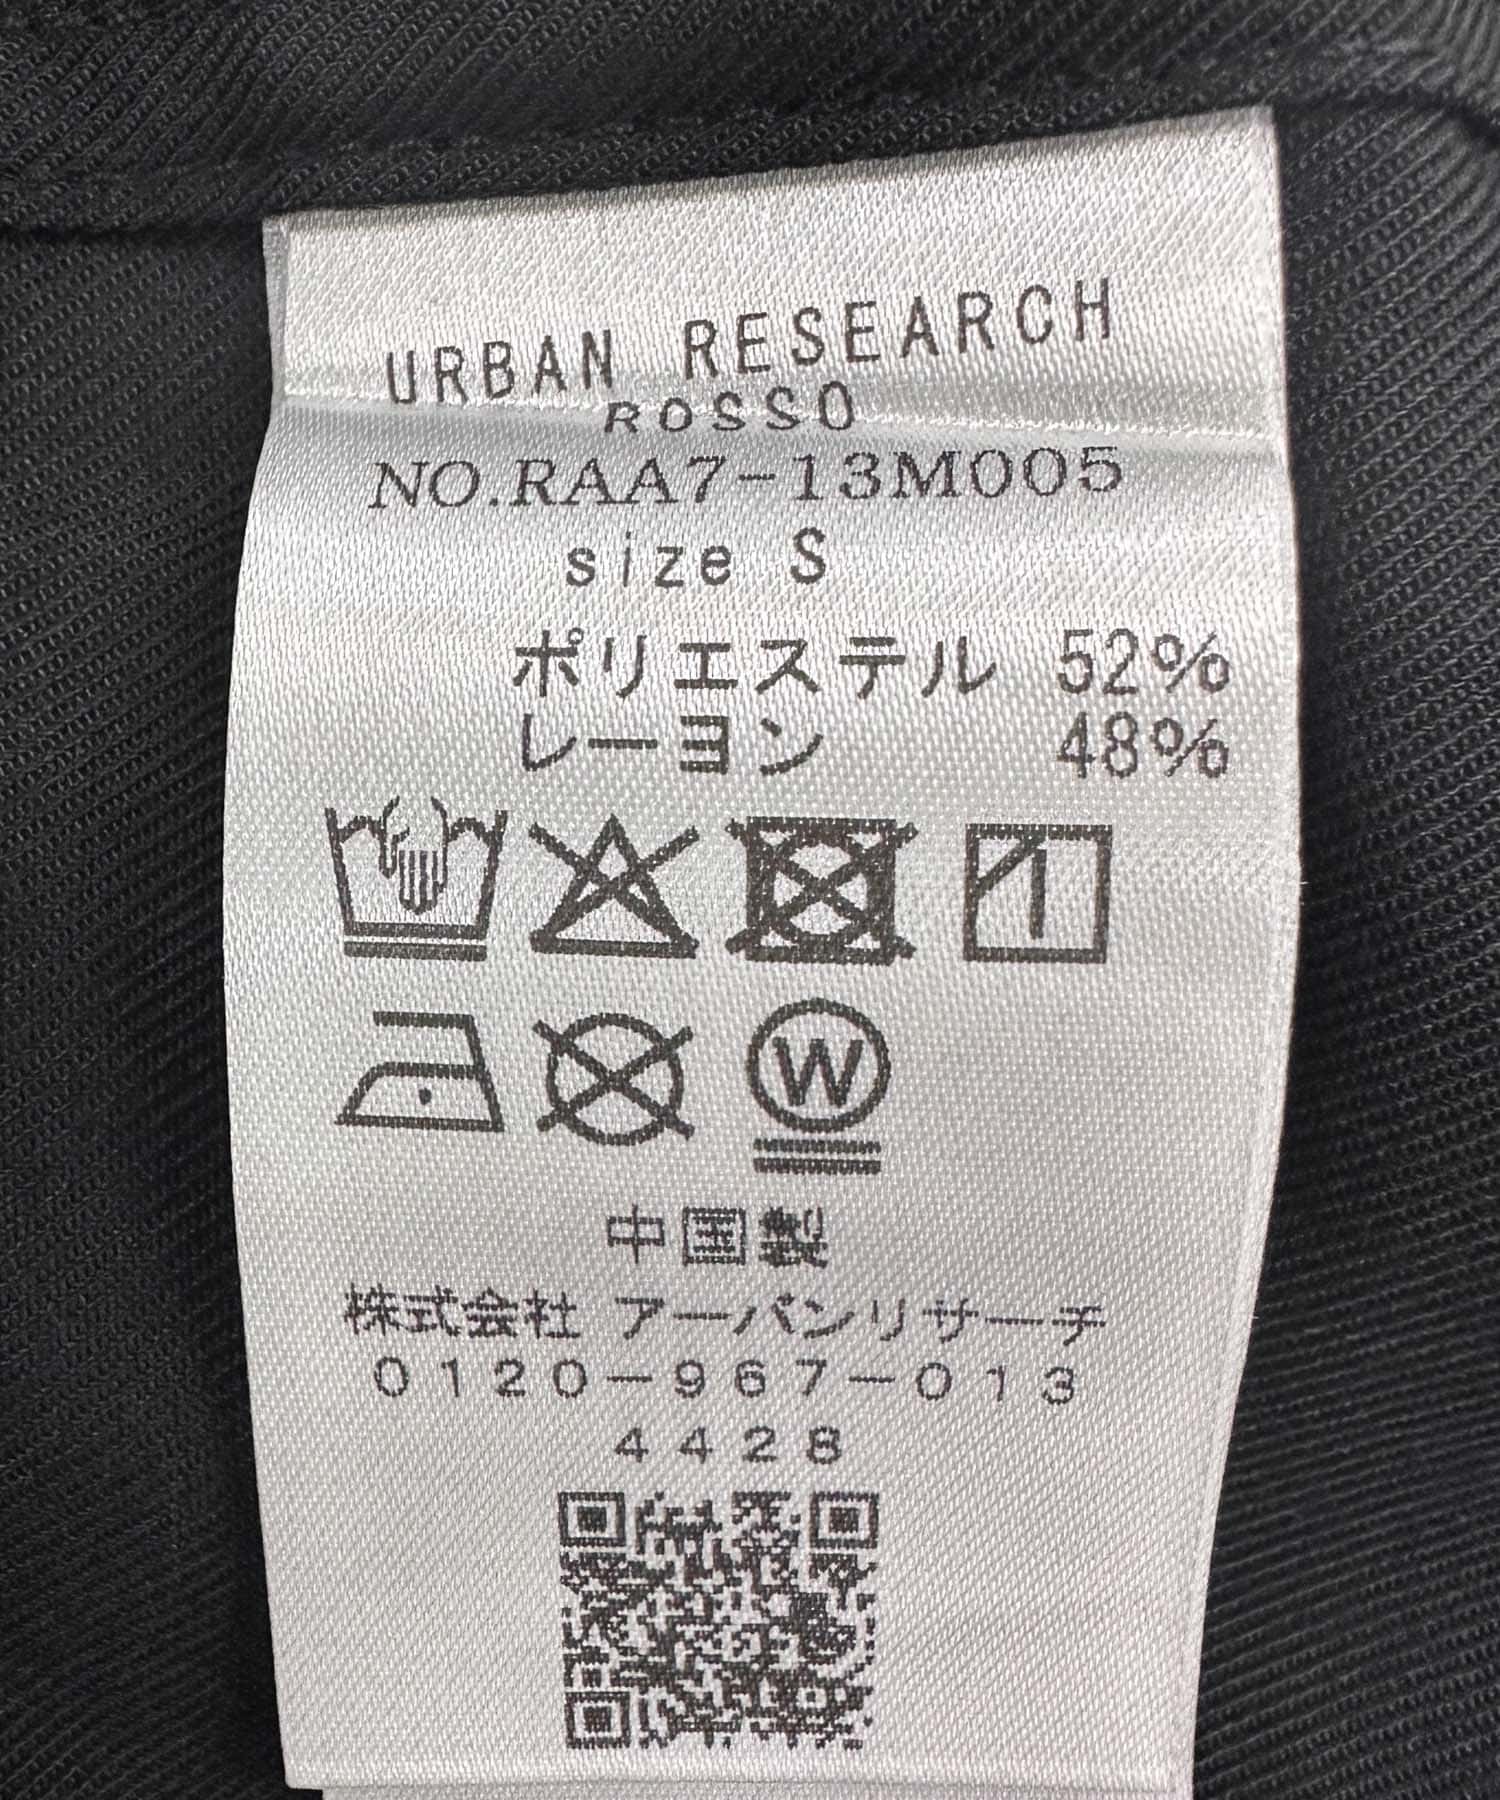 URBAN RESEARCH
ROSSO
NO.RAA7-13M005
size S
ポリエステル 52%
レーヨン 48%
W
中国製
株式会社 アーバンリサーチ
0120-967-013
4428